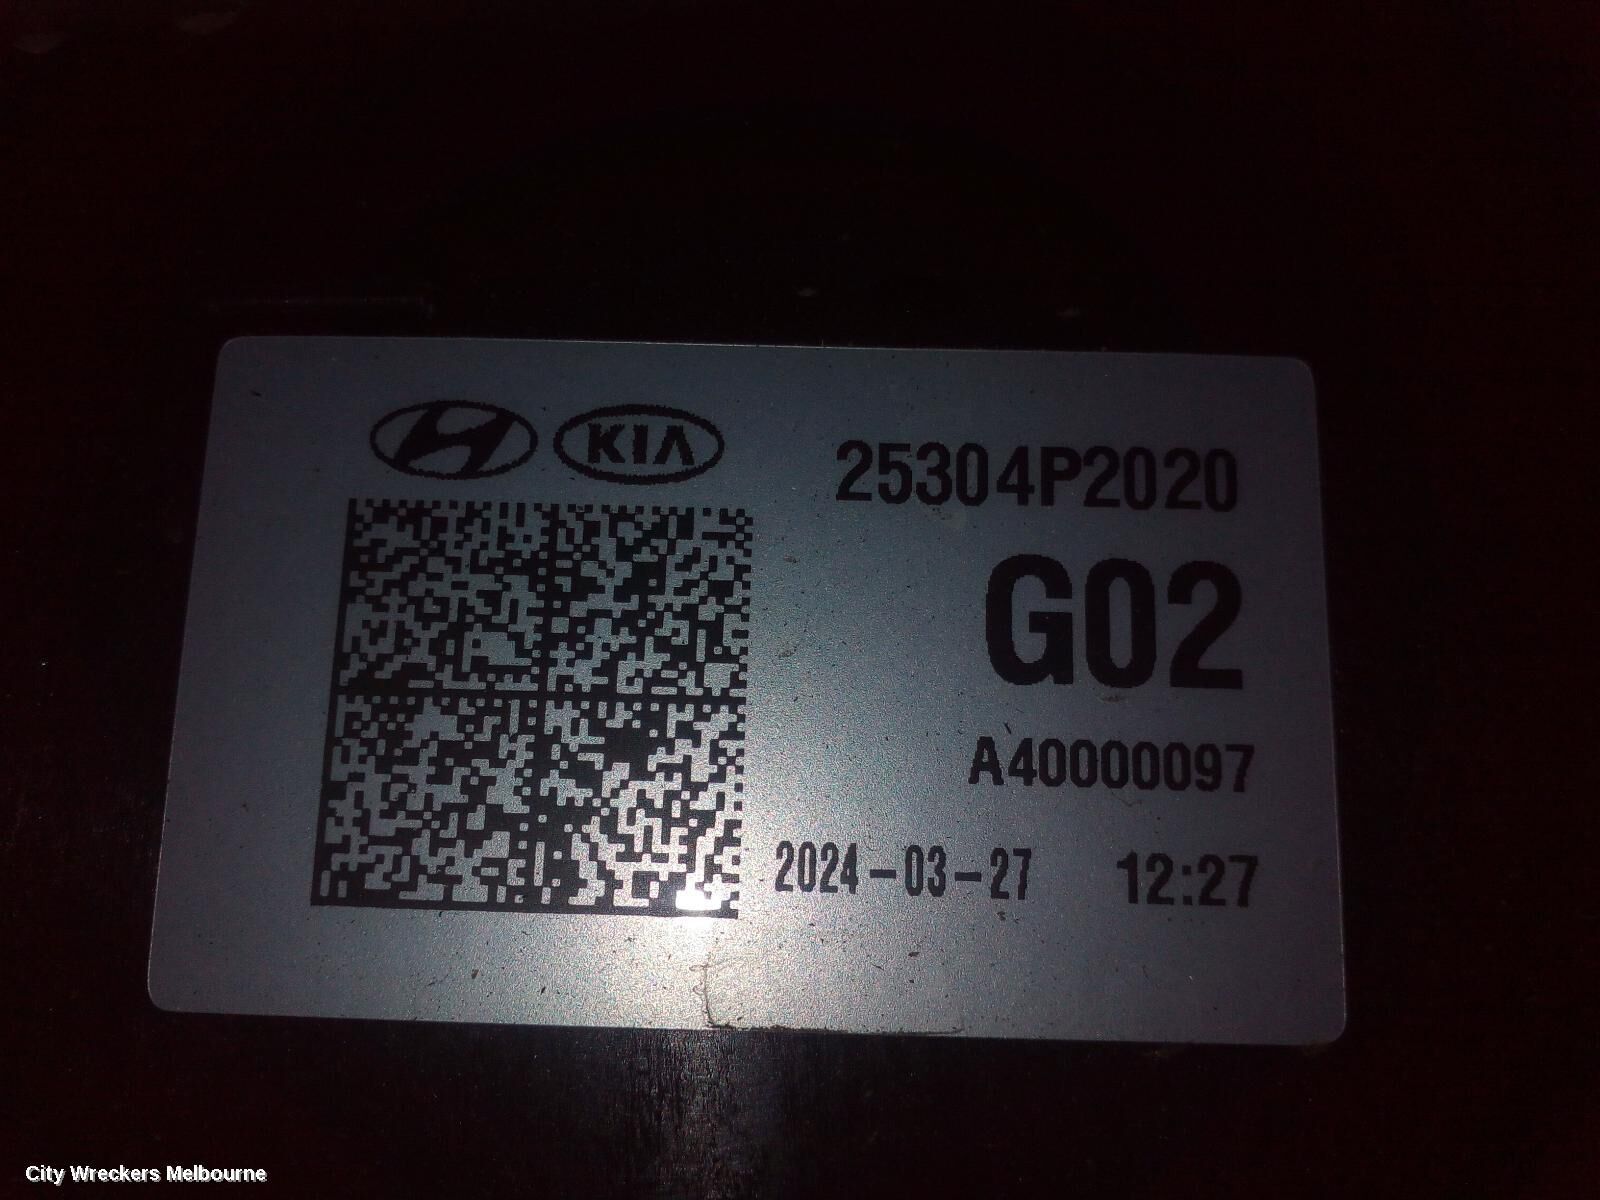 KIA
25304P2020
G02
A40000097
2024-03-27 12:27
City Wreckers Melbourne